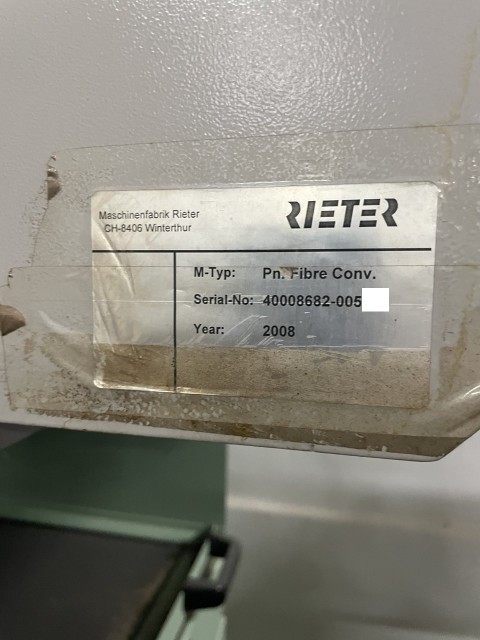 Maschinenfabrik Rieter
CH-8406 Winterthur
RIETER
M-Typ: Pn. Fibre Conv.
Serial-No: 40008682-005
Year: 2008